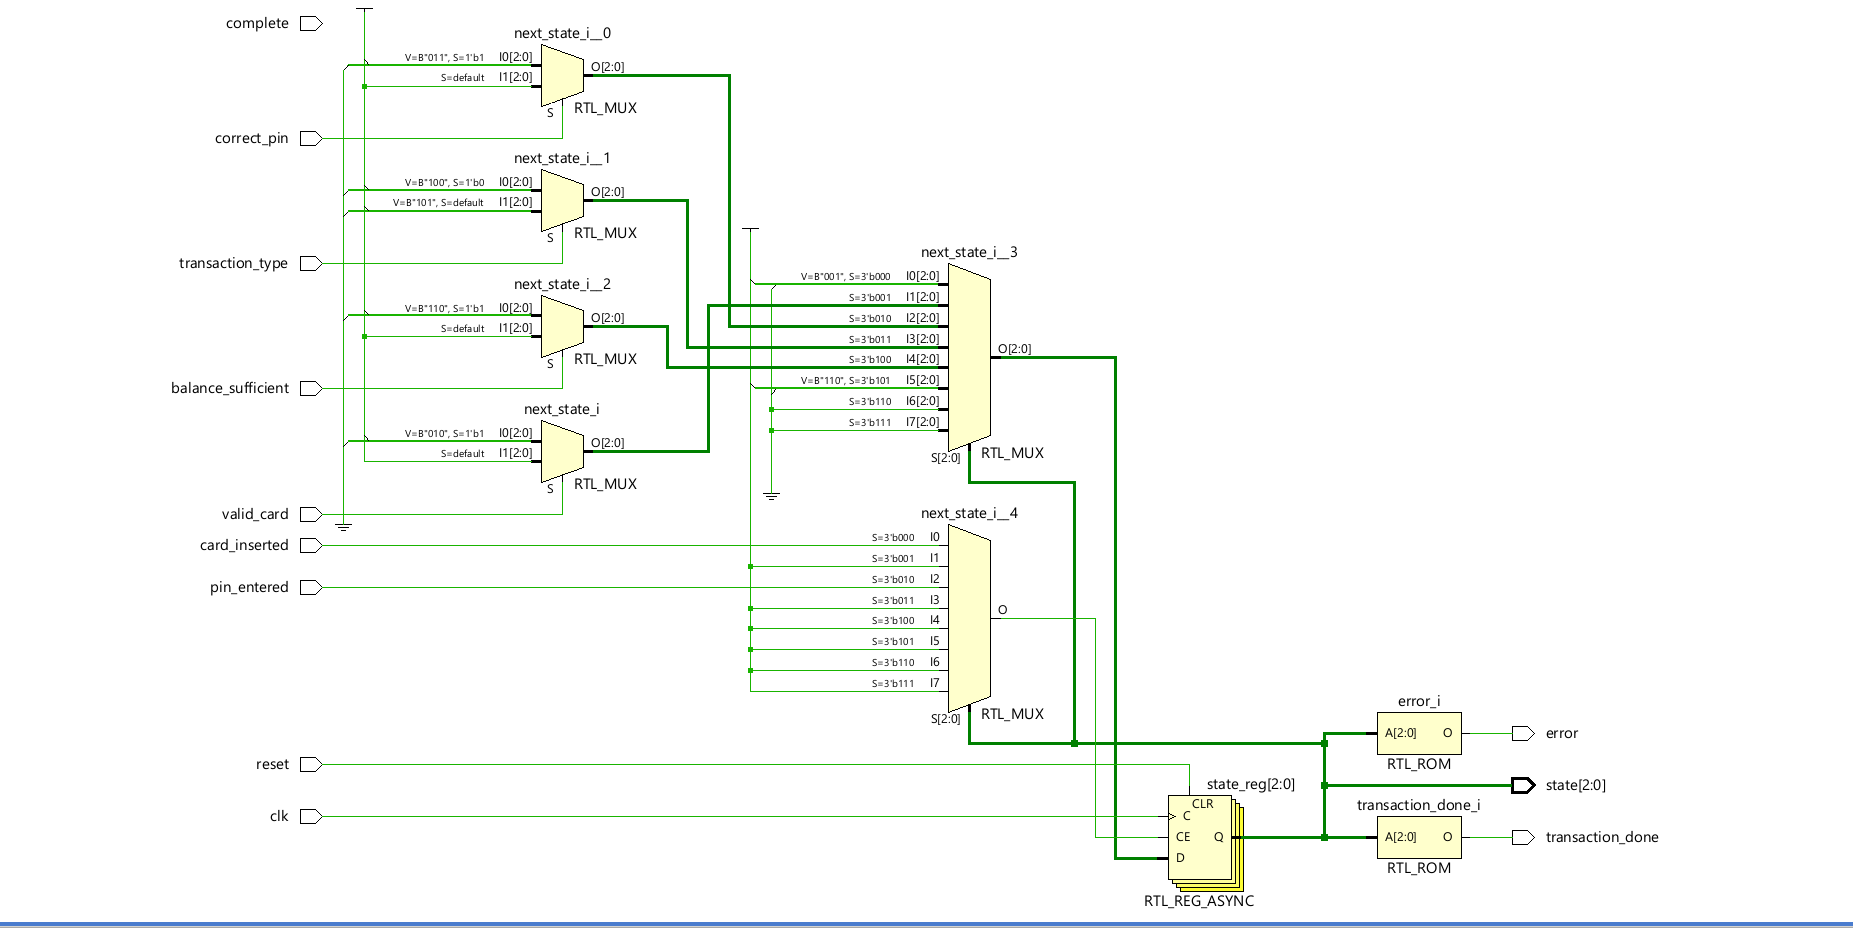 complete
next_state_i__0
V=B"011", S=1'b1 I0[2:0]
S=default I1[2:0]
O[2:0]
S
RTL_MUX
correct_pin
next_state_i__1
V=B"100", S=1'b0 I0[2:0]
V=B"101", S=default I1[2:0]
O[2:0]
S
RTL_MUX
transaction_type
next_state_i__2
V=B"110", S=1'b1 I0[2:0]
S=default I1[2:0]
O[2:0]
S
RTL_MUX
balance_sufficient
next_state_i
V=B"010", S=1'b1 I0[2:0]
S=default I1[2:0]
O[2:0]
S
RTL_MUX
valid_card
card_inserted
pin_entered
next_state_i__3
V=B"001", S=3'b000 I0[2:0]
S=3'b001 I1[2:0]
S=3'b010 I2[2:0]
S=3'b011 I3[2:0]
S=3'b100 I4[2:0]
V=B"110", S=3'b101 I5[2:0]
S=3'b110 I6[2:0]
S=3'b111 I7[2:0]
O[2:0]
S[2:0]
RTL_MUX
next_state_i__4
S=3'b000 I0
S=3'b001 I1
S=3'b010 I2
S=3'b011 I3
S=3'b100 I4
S=3'b101 I5
S=3'b110 I6
S=3'b111 I7
O
S[2:0]
RTL_MUX
reset
clk
state_reg[2:0]
CLR
C
CE Q
D
RTL_REG_ASYNC
error_i
A[2:0] O
RTL_ROM
error
state[2:0]
transaction_done_i
A[2:0] O
RTL_ROM
transaction_done